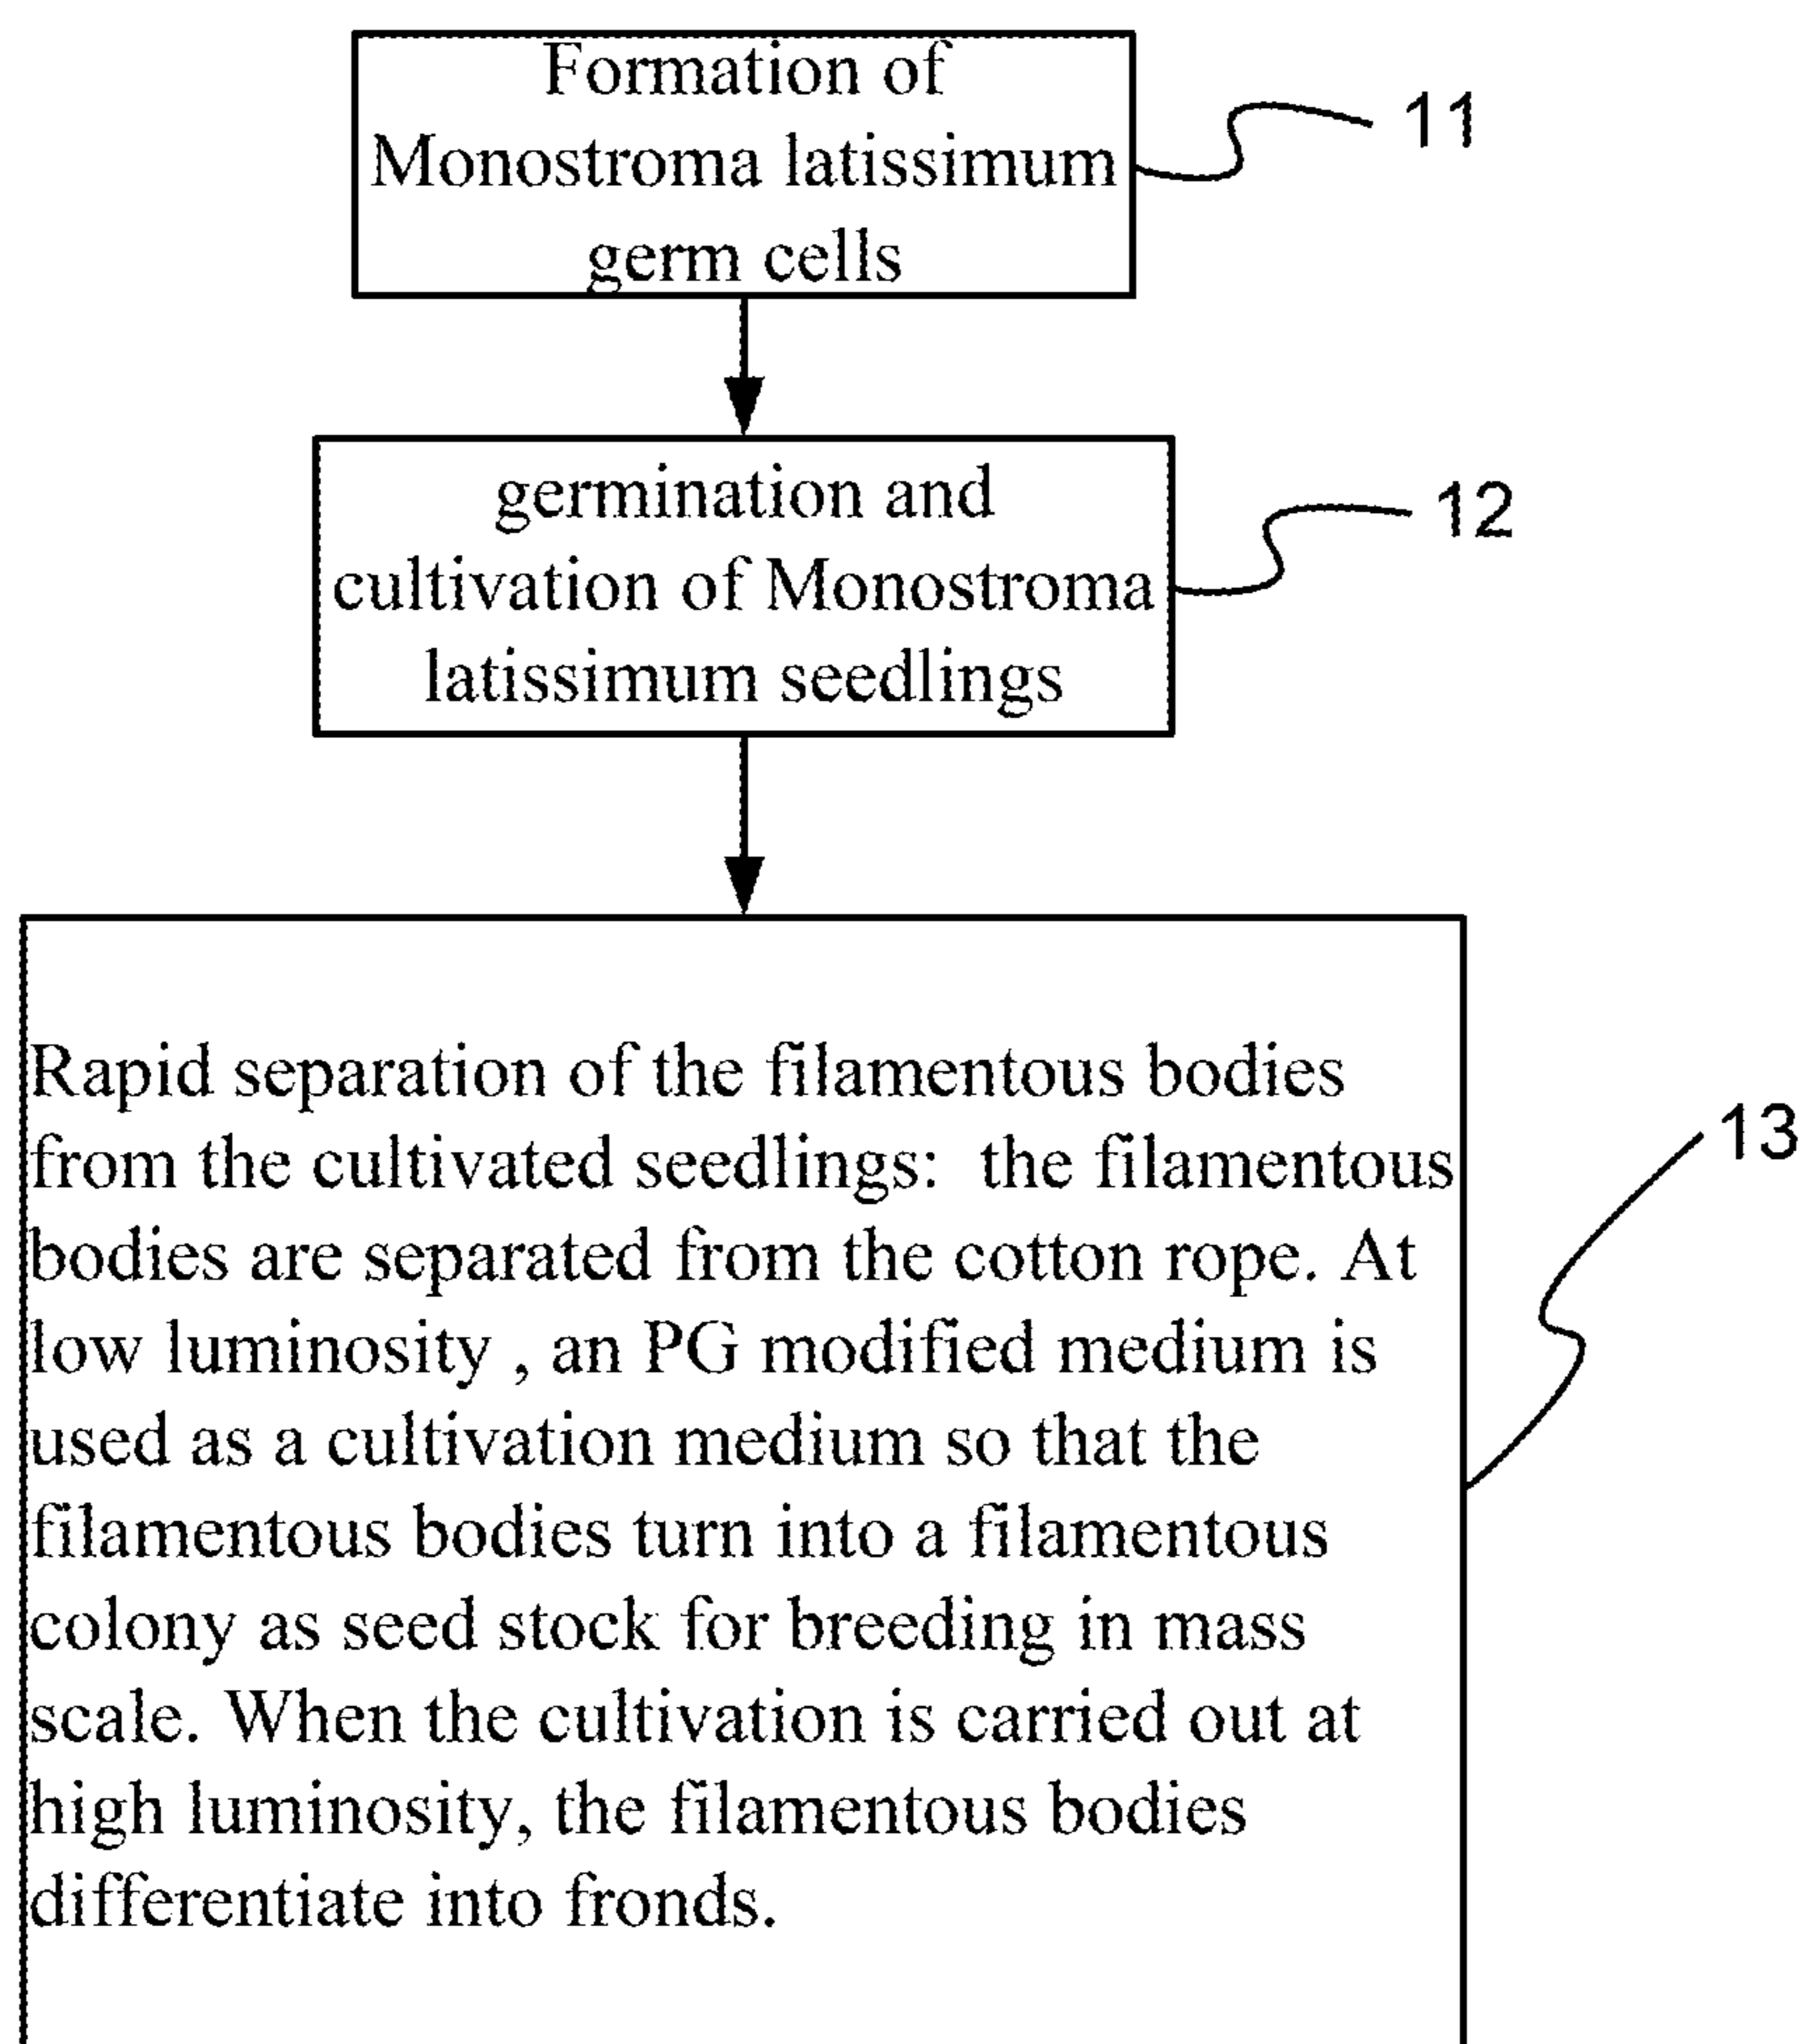 Formation of
Monostroma latissimum
germ cells
11
germination and
cultivation of Monostroma
latissimum seedlings
12
Rapid separation of the filamentous bodies
from the cultivated seedlings:  the filamentous
bodies are separated from the cotton rope. At
low luminosity , an PG modified medium is
used as a cultivation medium so that the
filamentous bodies turn into a filamentous
colony as seed stock for breeding in mass
scale. When the cultivation is carried out at
high luminosity, the filamentous bodies
differentiate into fronds.
13